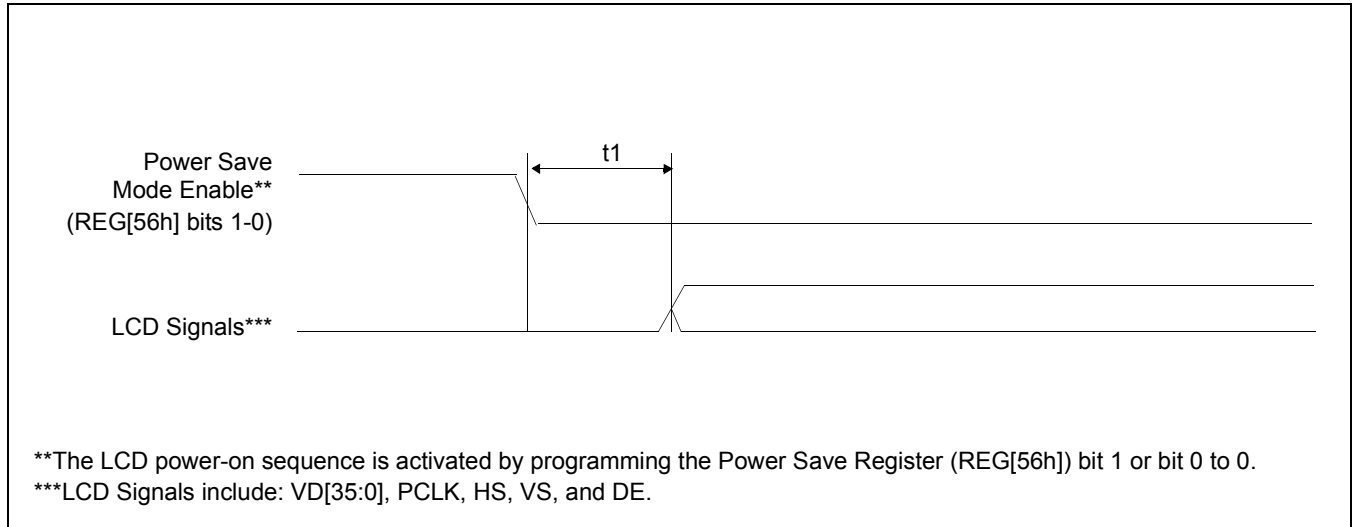 t1
Power Save
Mode Enable**
(REG[56h] bits 1-0)
LCD Signals***
**The LCD power-on sequence is activated by programming the Power Save Register (REG[56h]) bit 1 or bit 0 to 0.
***LCD Signals include: VD[35:0], PCLK, HS, VS, and DE.